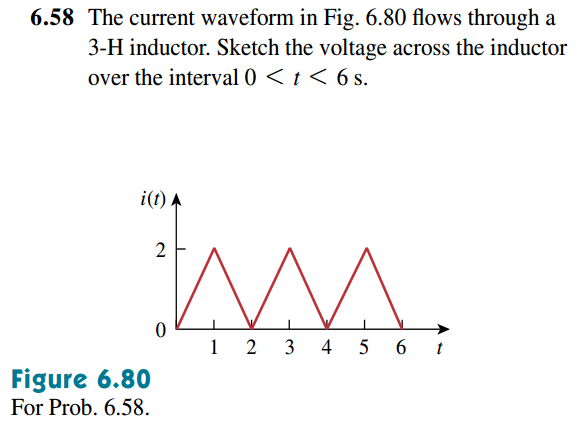 6.58 The current waveform in Fig. 6.80 flows through a
3-H inductor. Sketch the voltage across the inductor
over the interval 0 < t < 6 s.
i(t)
2
0
1 2 3 4 5 6 t
Figure 6.80
For Prob. 6.58.